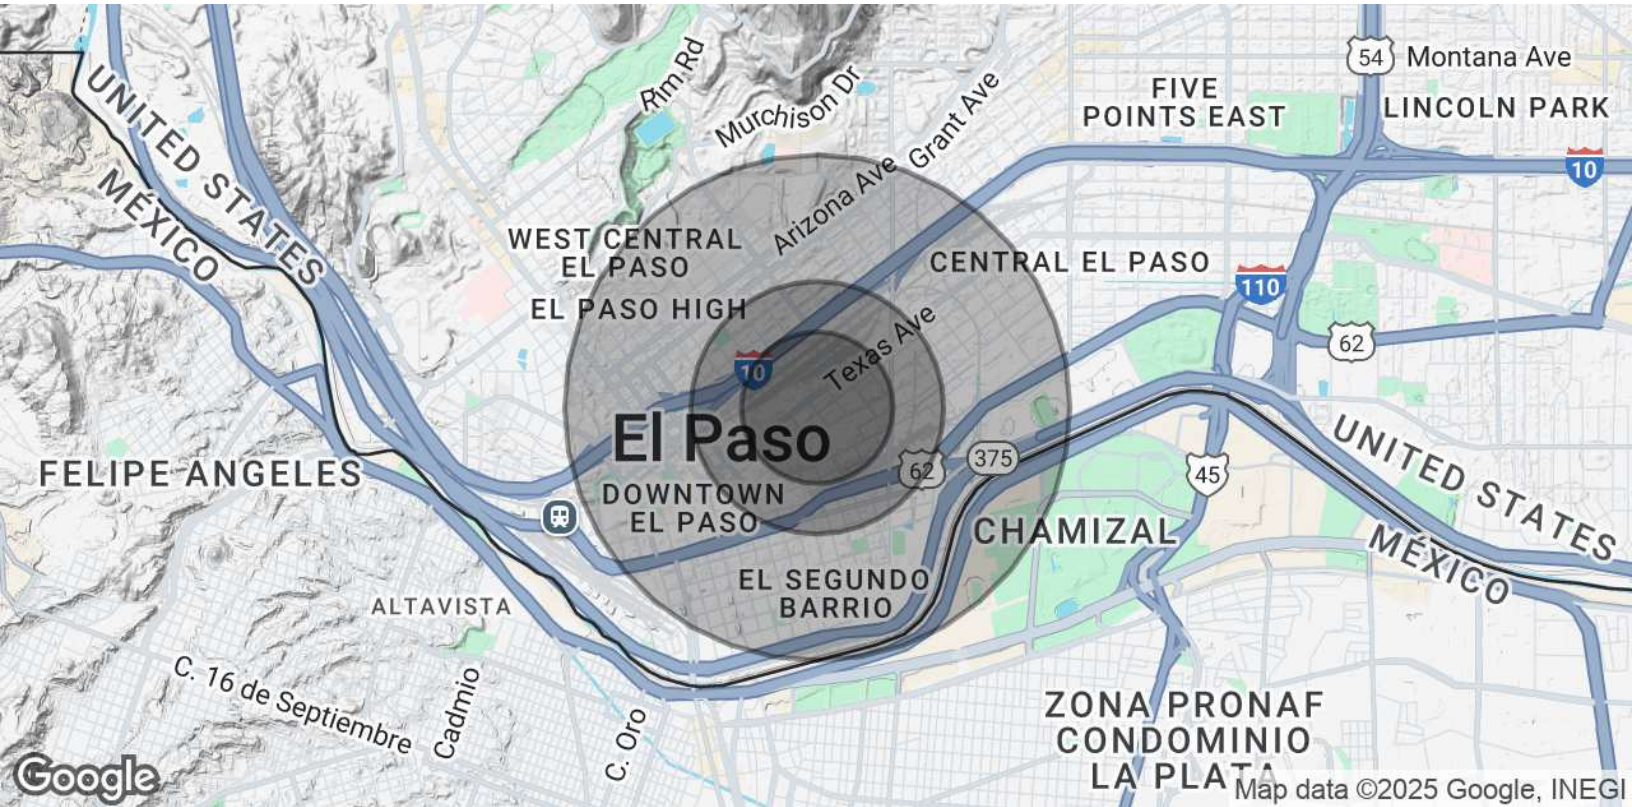 54
Montana Ave
FIVE
POINTS EAST
LINCOLN PARK
Rim Rd
Murchison Dr
Grant Ave
10
UNITED STATES
MÉXICO
Arizona Ave
WEST CENTRAL
EL PASO
CENTRAL EL PASO
110
EL PASO HIGH
Texas Ave
62
10
El Paso
FELIPE ANGELES
62
375
45
UNITED STATES
MÉXICO
DOWNTOWN
EL PASO
CHAMIZAL
EL SEGUNDO
BARRIO
ALTAVISTA
C. 16 de Septiembre
Cadmio
C. Oro
ZONA PRONAF
CONDOMINIO
LA PLATA
Google
Map data ©2025 Google, INEGI